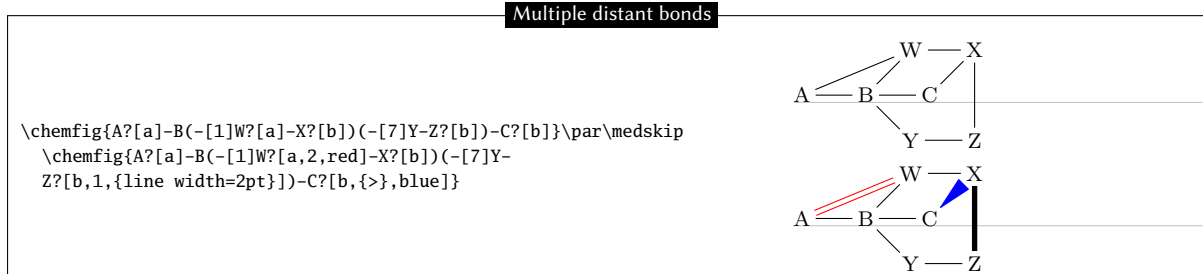 Multiple distant bonds
\chemfig{A?[a]-B(-[1]W?[a]-X?[b])(-[7]Y-Z?[b])-C?[b]}\par\medskip
\chemfig{A?[a]-B(-[1]W?[a,2,red]-X?[b])(-[7]Y-
Z?[b,1,{line width=2pt}])-C?[b,{>},blue]}
W X
A B C
Y Z
W X
A B C
Y Z